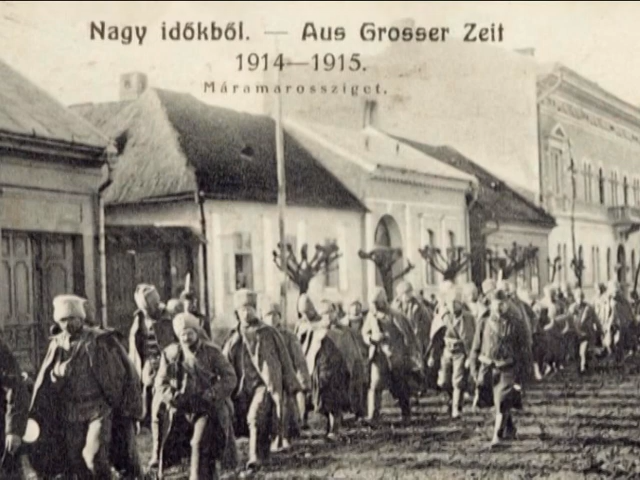 Nagy időkből. — Aus Grosser Zeit
1914—1915.
Máramarossziget.